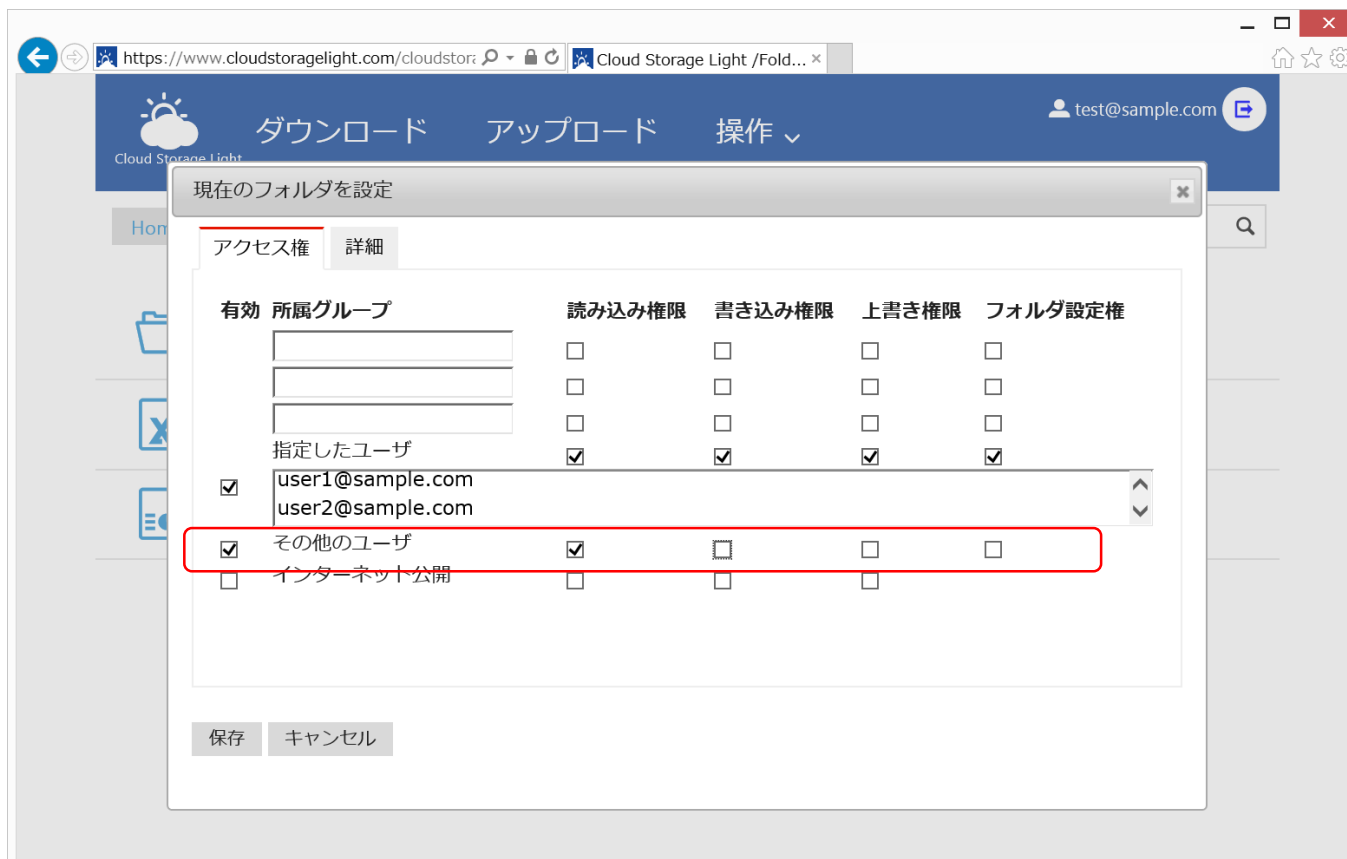 https://www.cloudstoragelight.com/cloudstor
Cloud Storage Light /Fold...
ダウンロード アップロード 操作
test@sample.com
Cloud Storage Light
現在のフォルダを設定
Hom
アクセス権 詳細
有効 所属グループ 読み込み権限 書き込み権限 上書き権限 フォルダ設定権
指定したユーザ
user1@sample.com
user2@sample.com
その他のユーザ
インターネット公開
保存 キャンセル